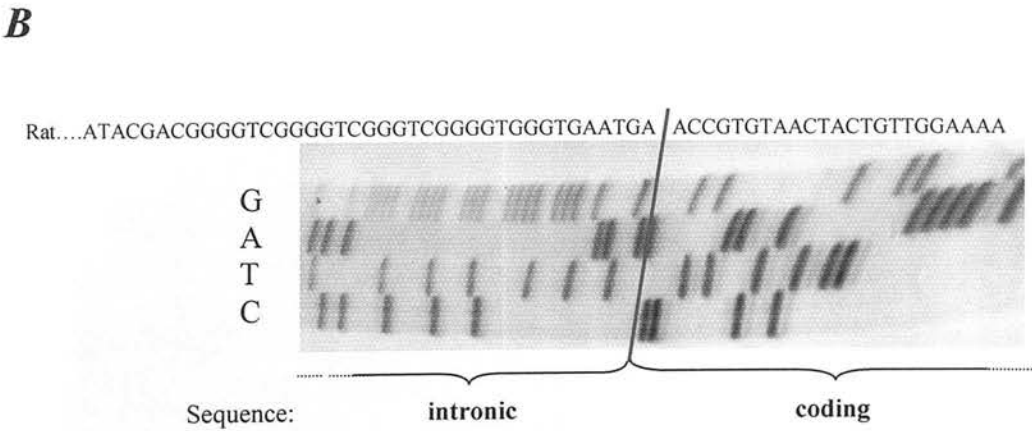 B
Rat….ATACGACGGGGTCGGGGTCGGGTCGGGGTGGGTGAATGA ACCGTGTAACTACTGTTGGAAAA
G
A
T
C
Sequence: intronic coding